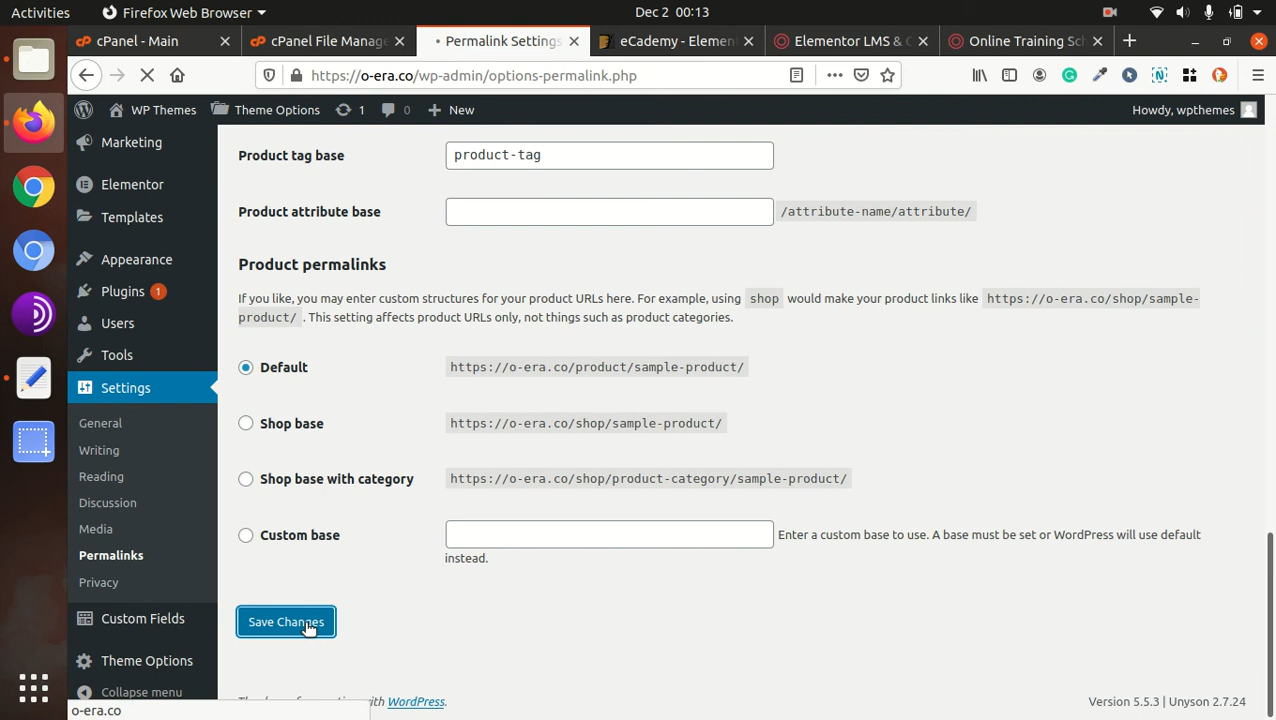 Activities Firefox Web Browser Dec 2 00:13
cPanel - Main cPanel File Manag Permalink Settings eCademy - Elemen Elementor LMS & C Online Training Sch
https://o-era.co/wp-admin/options-permalink.php
WP Themes Theme Options 1 0 New Howdy, wpthemes
Marketing
Elementor
Templates
Appearance
Plugins 1
Users
Tools
Settings
General
Writing
Reading
Discussion
Media
Permalinks
Privacy
Custom Fields
Theme Options
Collapse menu
o-era.co
Product tag base product-tag
Product attribute base /attribute-name/attribute/
Product permalinks
If you like, you may enter custom structures for your product URLs here. For example, using shop would make your product links like https://o-era.co/shop/sample-
product/ . This setting affects product URLs only, not things such as product categories.
Default https://o-era.co/product/sample-product/
Shop base https://o-era.co/shop/sample-product/
Shop base with category https://o-era.co/shop/product-category/sample-product/
Custom base Enter a custom base to use. A base must be set or WordPress will use default
instead.
Save Changes
with WordPress. Version 5.5.3 | Unyson 2.7.24